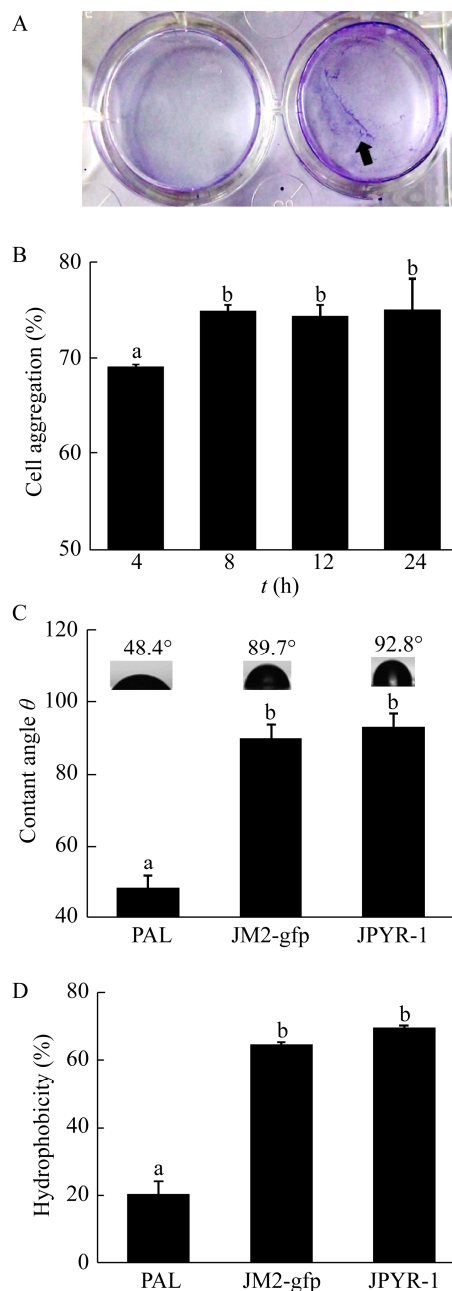 A
B
80
70
60
50
Cell aggregation (%)
a
b
b
b
4 8 12 24
t (h)
C
120
100
80
60
40
Contant angle θ
48.4° 89.7° 92.8°
a
b
b
PAL JM2-gfp JPYR-1
D
80
60
40
20
0
Hydrophobicity (%)
a
b
b
PAL JM2-gfp JPYR-1